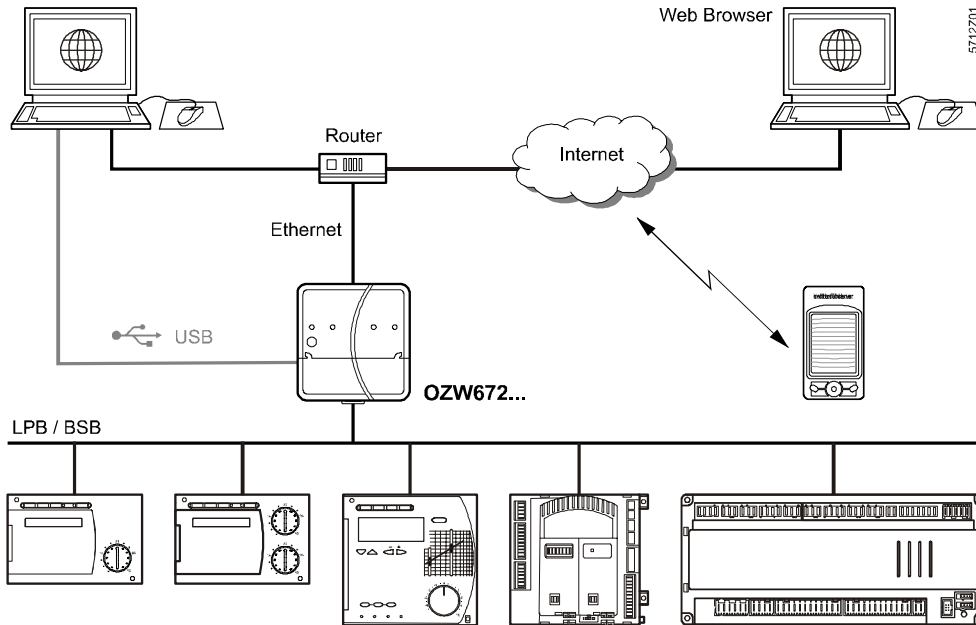 Web Browser
5712Z01
Router
Internet
Ethernet
USB
OZW672...
LPB / BSB